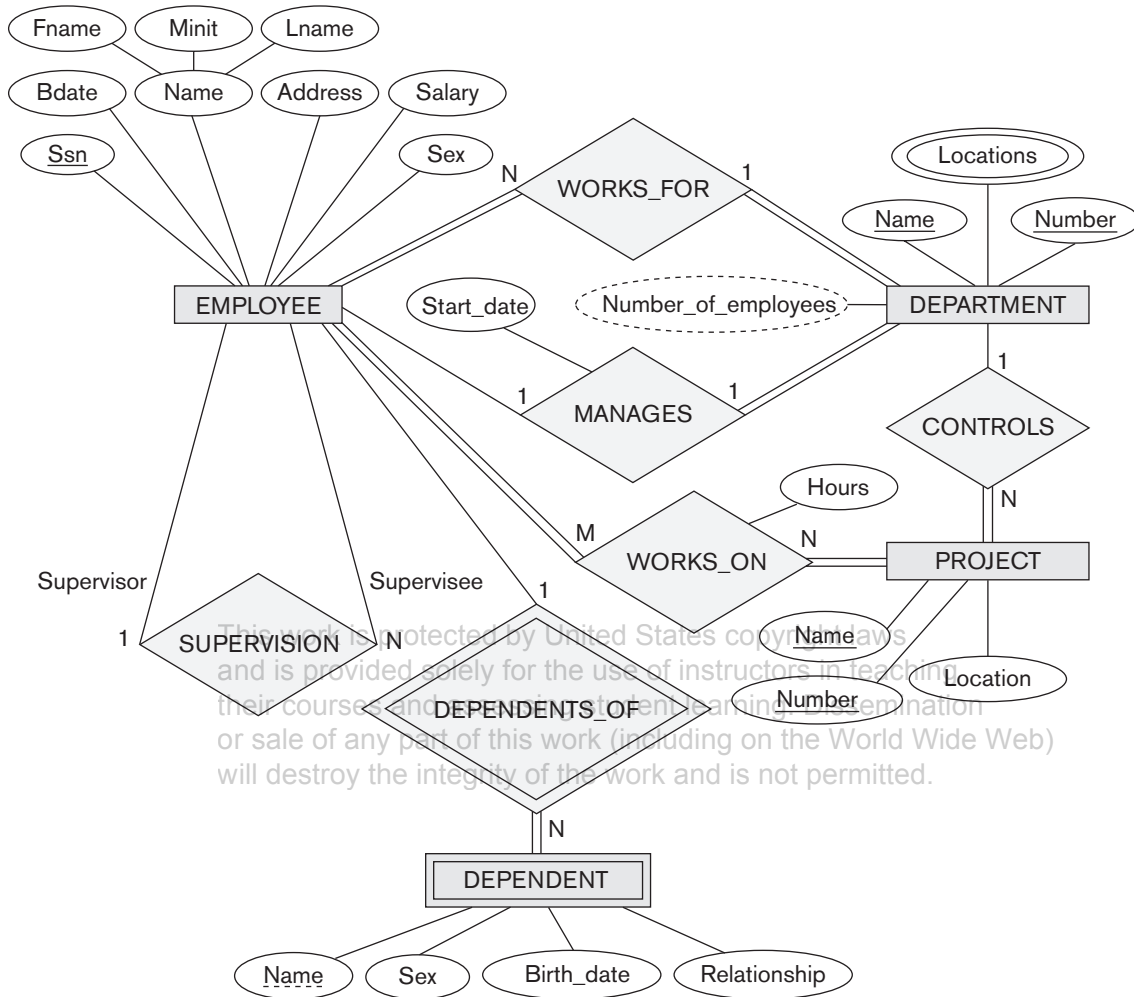 Fname Minit Lname
Bdate Name Address Salary
Ssn Sex
N WORKS_FOR 1
Locations
Name Number
EMPLOYEE Start_date Number_of_employees DEPARTMENT
1 MANAGES 1
1
CONTROLS
N
Hours
M WORKS_ON N PROJECT
Supervisor Supervisee
1 SUPERVISION N
1
Name
Number
Location
This work is protected by United States copyright laws
and is provided solely for the use of instructors in teaching
their courses and assessing student learning. Dissemination
or sale of any part of this work (including on the World Wide Web)
will destroy the integrity of the work and is not permitted.
DEPENDENTS_OF
N
DEPENDENT
Name Sex Birth_date Relationship